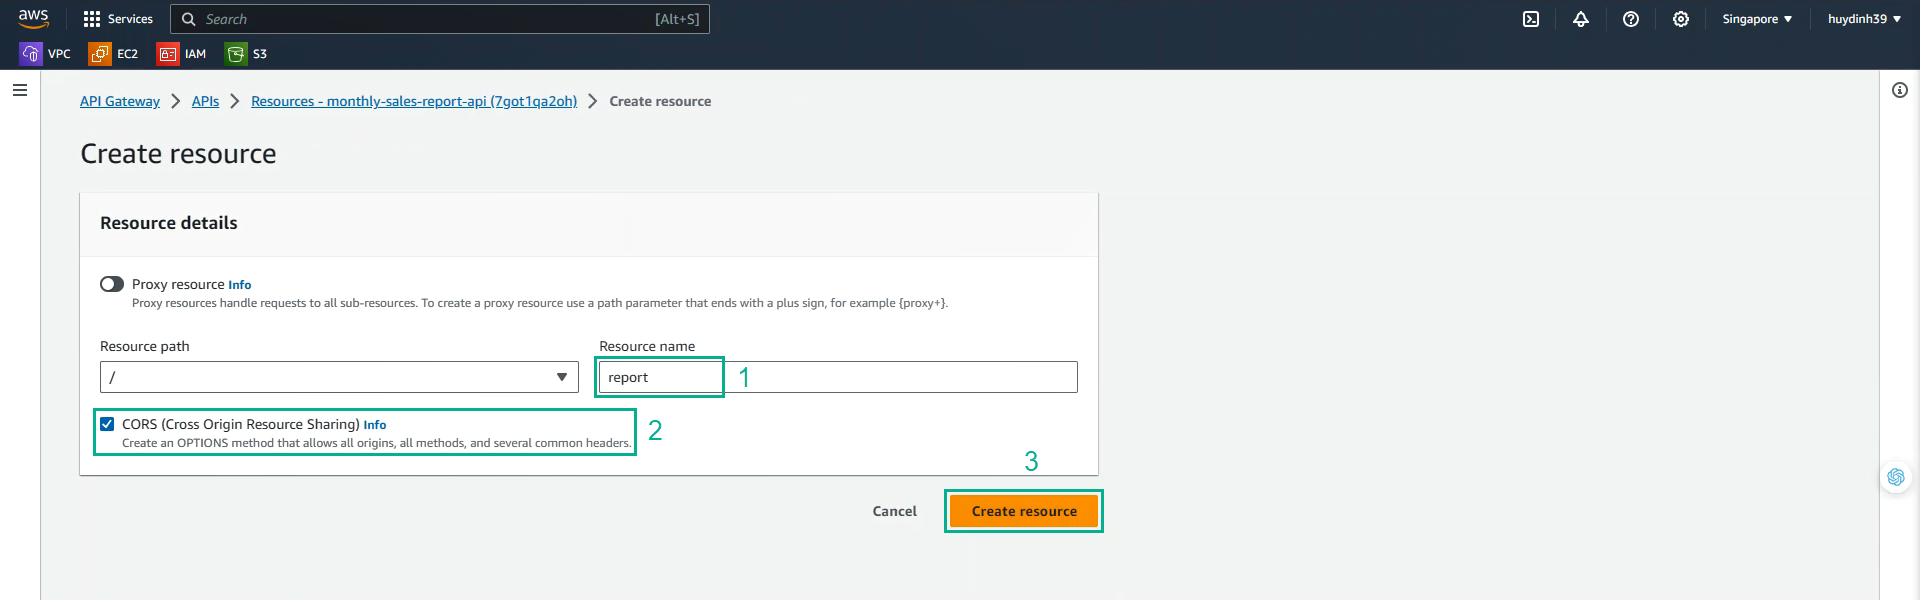 aws Services Search [Alt+S] Singapore huydinh39
VPC EC2 IAM S3
API Gateway APIs Resources - monthly-sales-report-api (7got1qa2oh) Create resource
Create resource
Resource details
Proxy resource Info
Proxy resources handle requests to all sub-resources. To create a proxy resource use a path parameter that ends with a plus sign, for example {proxy+}.
Resource path Resource name
/ report 1
CORS (Cross Origin Resource Sharing) Info
Create an OPTIONS method that allows all origins, all methods, and several common headers.
2
3
Cancel Create resource